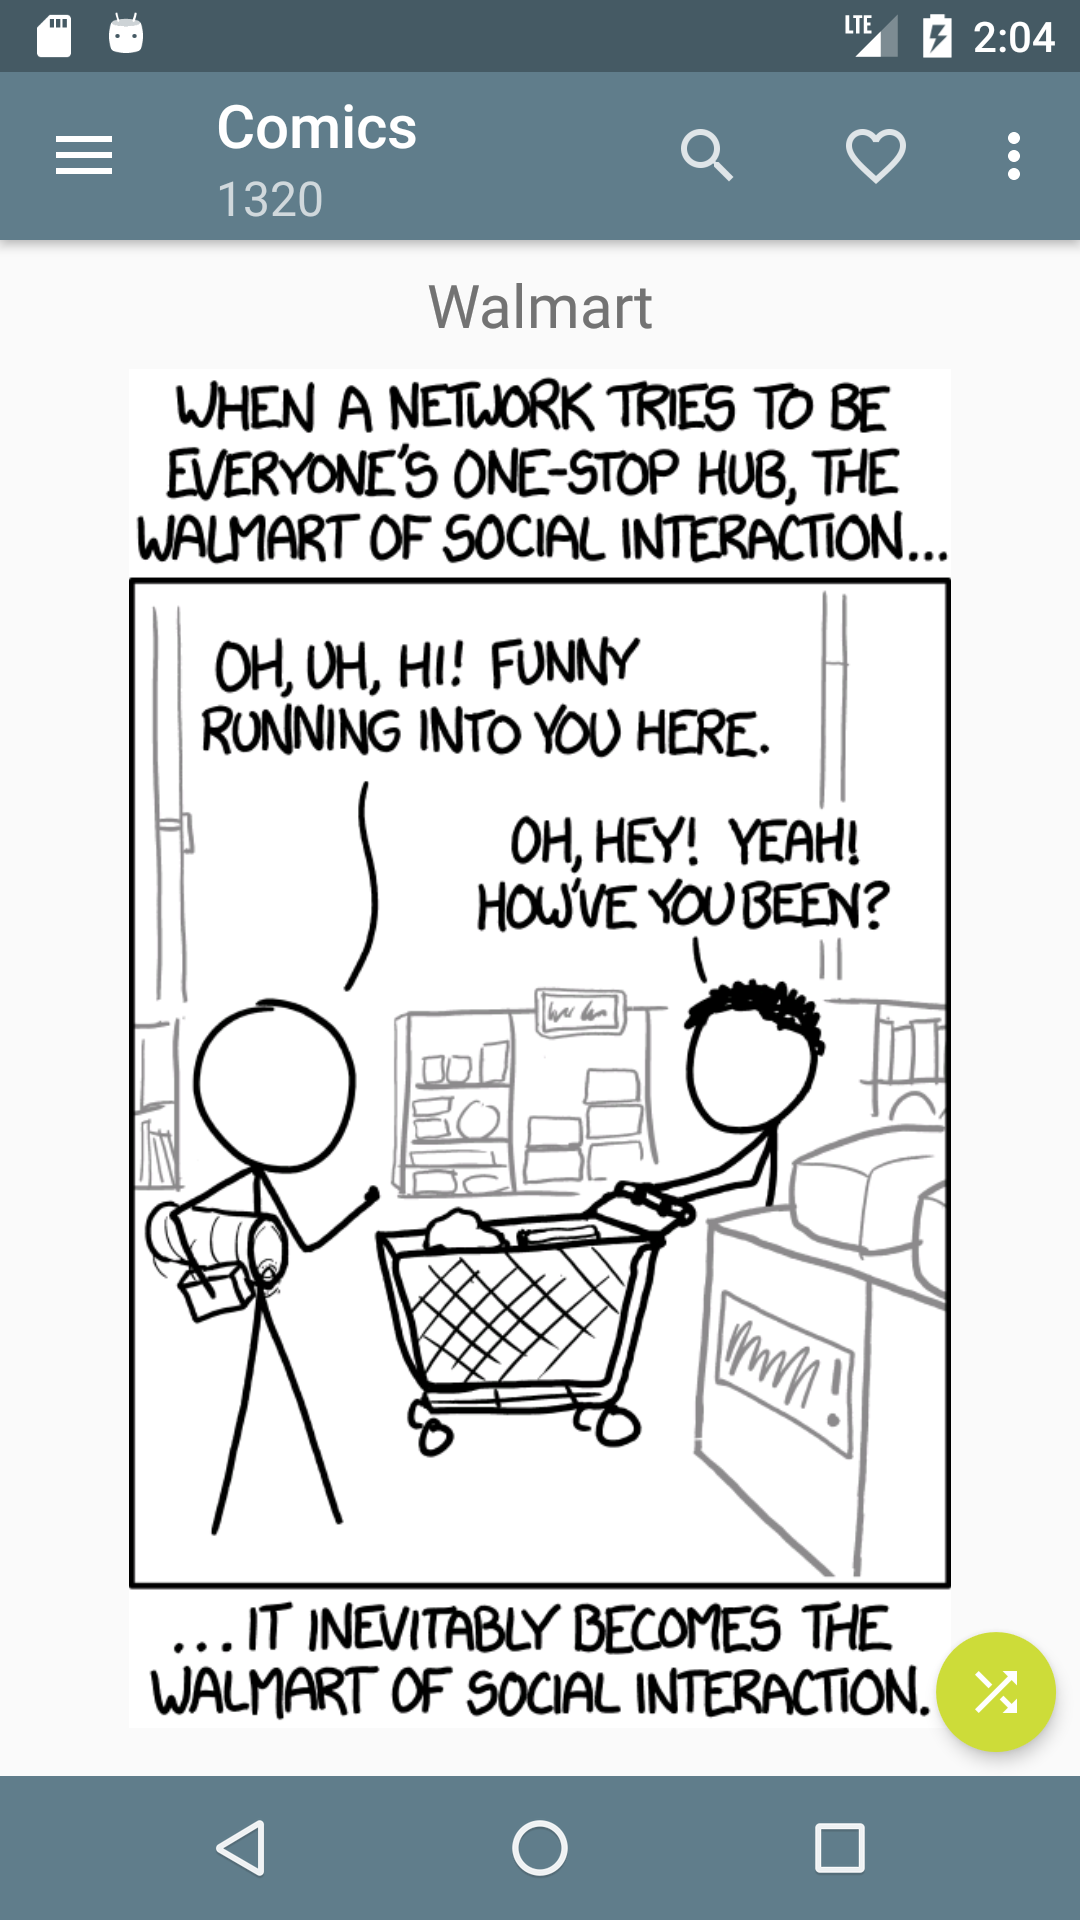 LTE 2:04
Comics
1320
Walmart
WHEN A NETWORK TRIES TO BE
EVERYONE'S ONE-STOP HUB, THE
WALMART OF SOCIAL INTERACTION...
OH, UH, HI! FUNNY
RUNNING INTO YOU HERE.
OH, HEY! YEAH!
HOW'VE YOU BEEN?
...IT INEVITABLY BECOMES THE
WALMART OF SOCIAL INTERACTION.